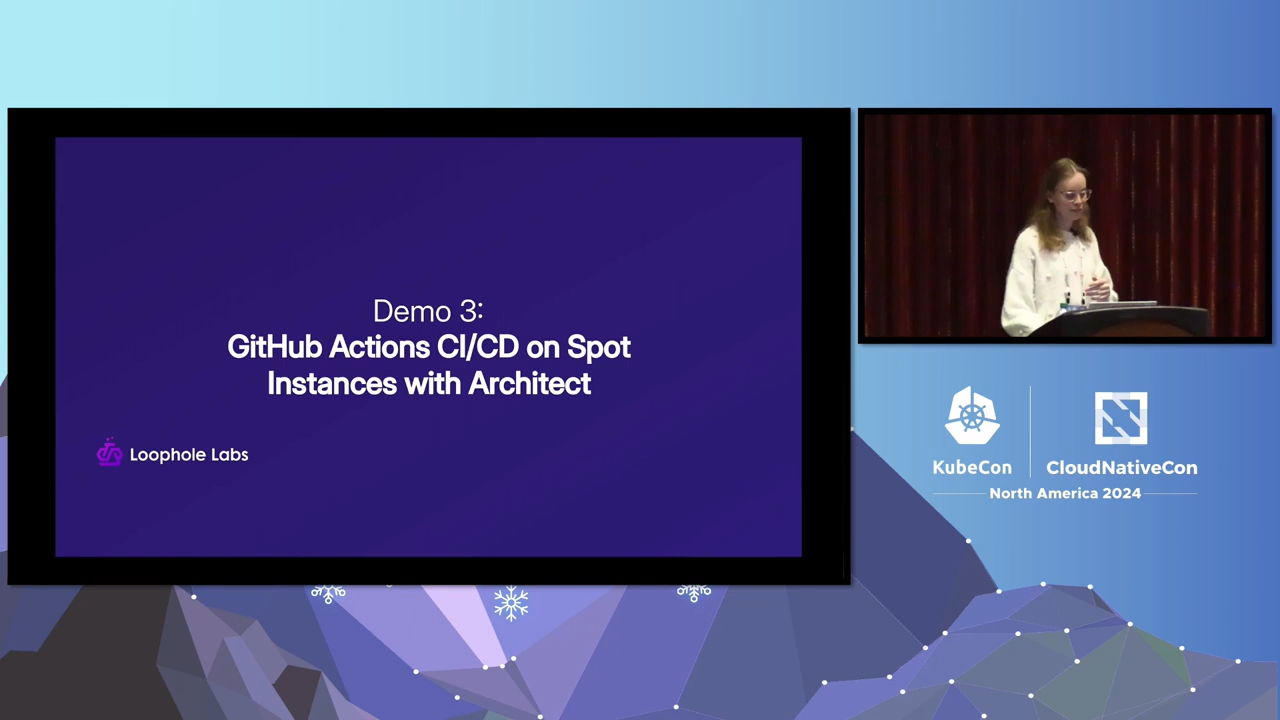 Demo 3:
GitHub Actions CI/CD on Spot
Instances with Architect
Loophole Labs
KubeCon
CloudNativeCon
North America 2024